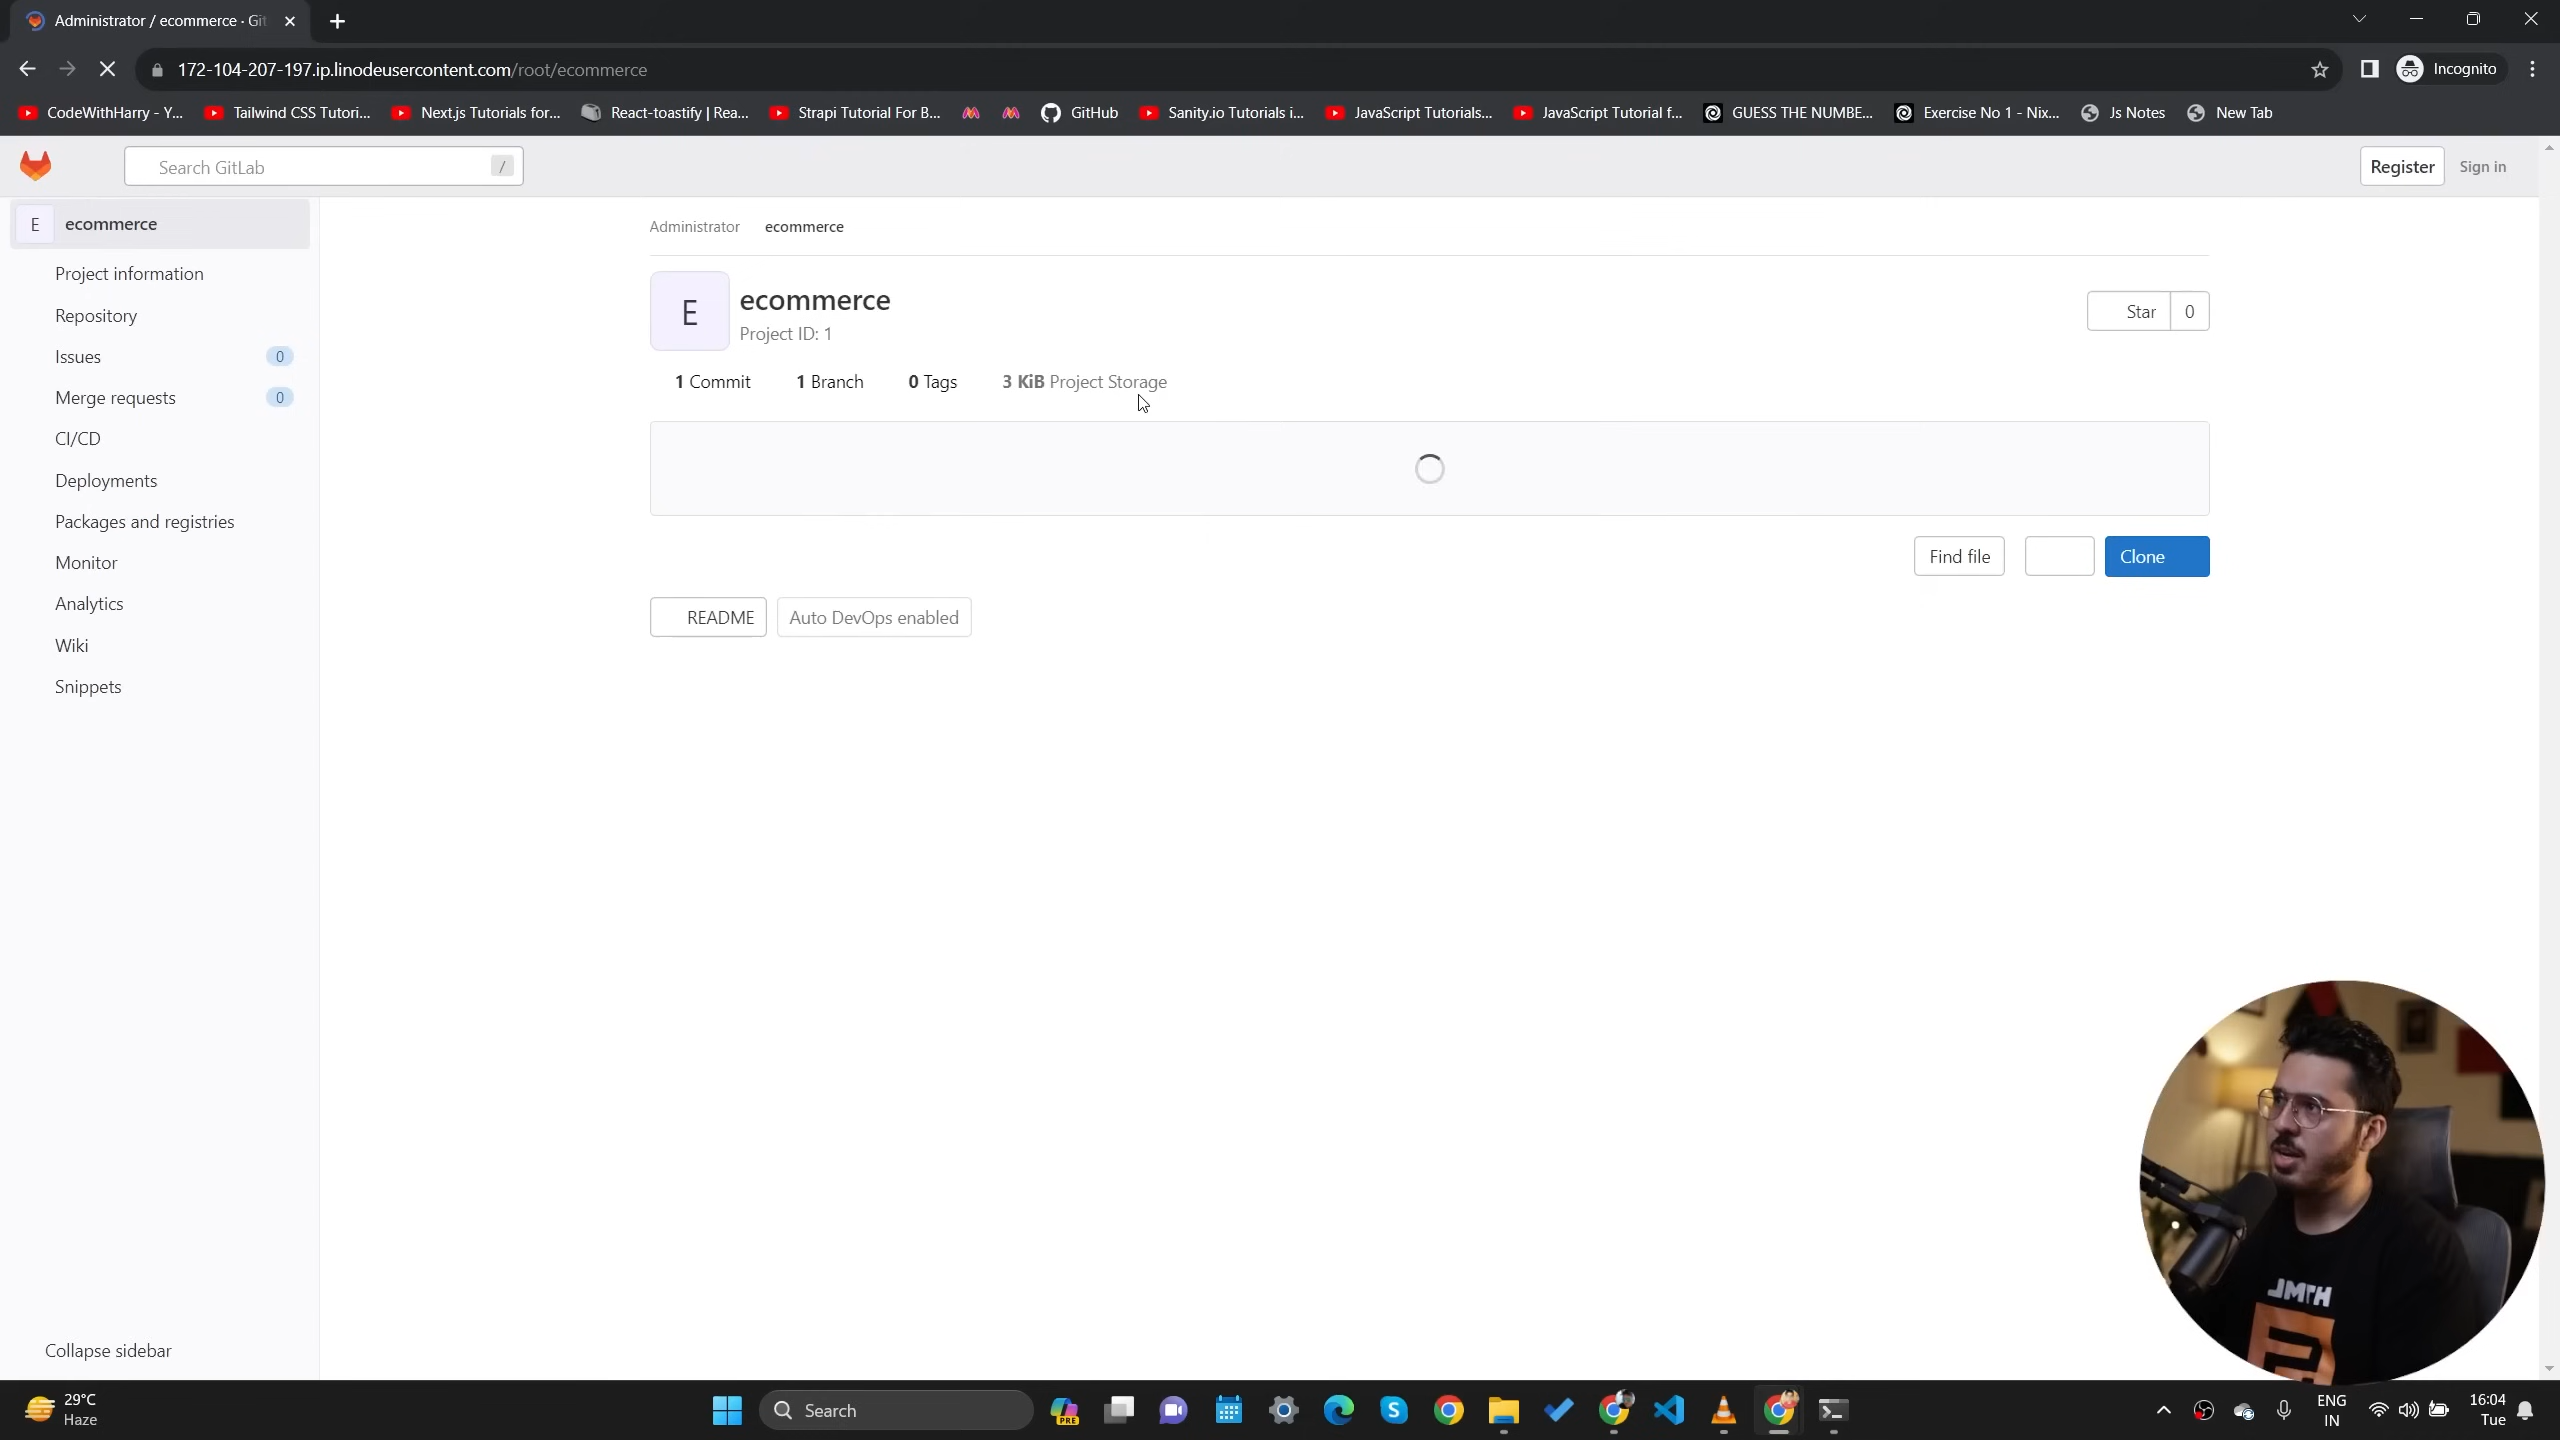 Administrator / ecommerce · Git
172-104-207-197.ip.linodeusercontent.com/root/ecommerce
Incognito
CodeWithHarry - Y...
Tailwind CSS Tutori...
Next.js Tutorials for...
React-toastify | Rea...
Strapi Tutorial For B...
GitHub
Sanity.io Tutorials i...
JavaScript Tutorials...
JavaScript Tutorial f...
GUESS THE NUMBE...
Exercise No 1 - Nix...
Js Notes
New Tab
Search GitLab
/
Register
Sign in
E
ecommerce
Project information
Repository
Issues
0
Merge requests
0
CI/CD
Deployments
Packages and registries
Monitor
Analytics
Wiki
Snippets
Collapse sidebar
Administrator
ecommerce
E
ecommerce
Project ID: 1
Star
0
1 Commit
1 Branch
0 Tags
3 KiB Project Storage
Find file
Clone
README
Auto DevOps enabled
HTML
29°C
Haze
Search
PRE
ENG
IN
16:04
Tue